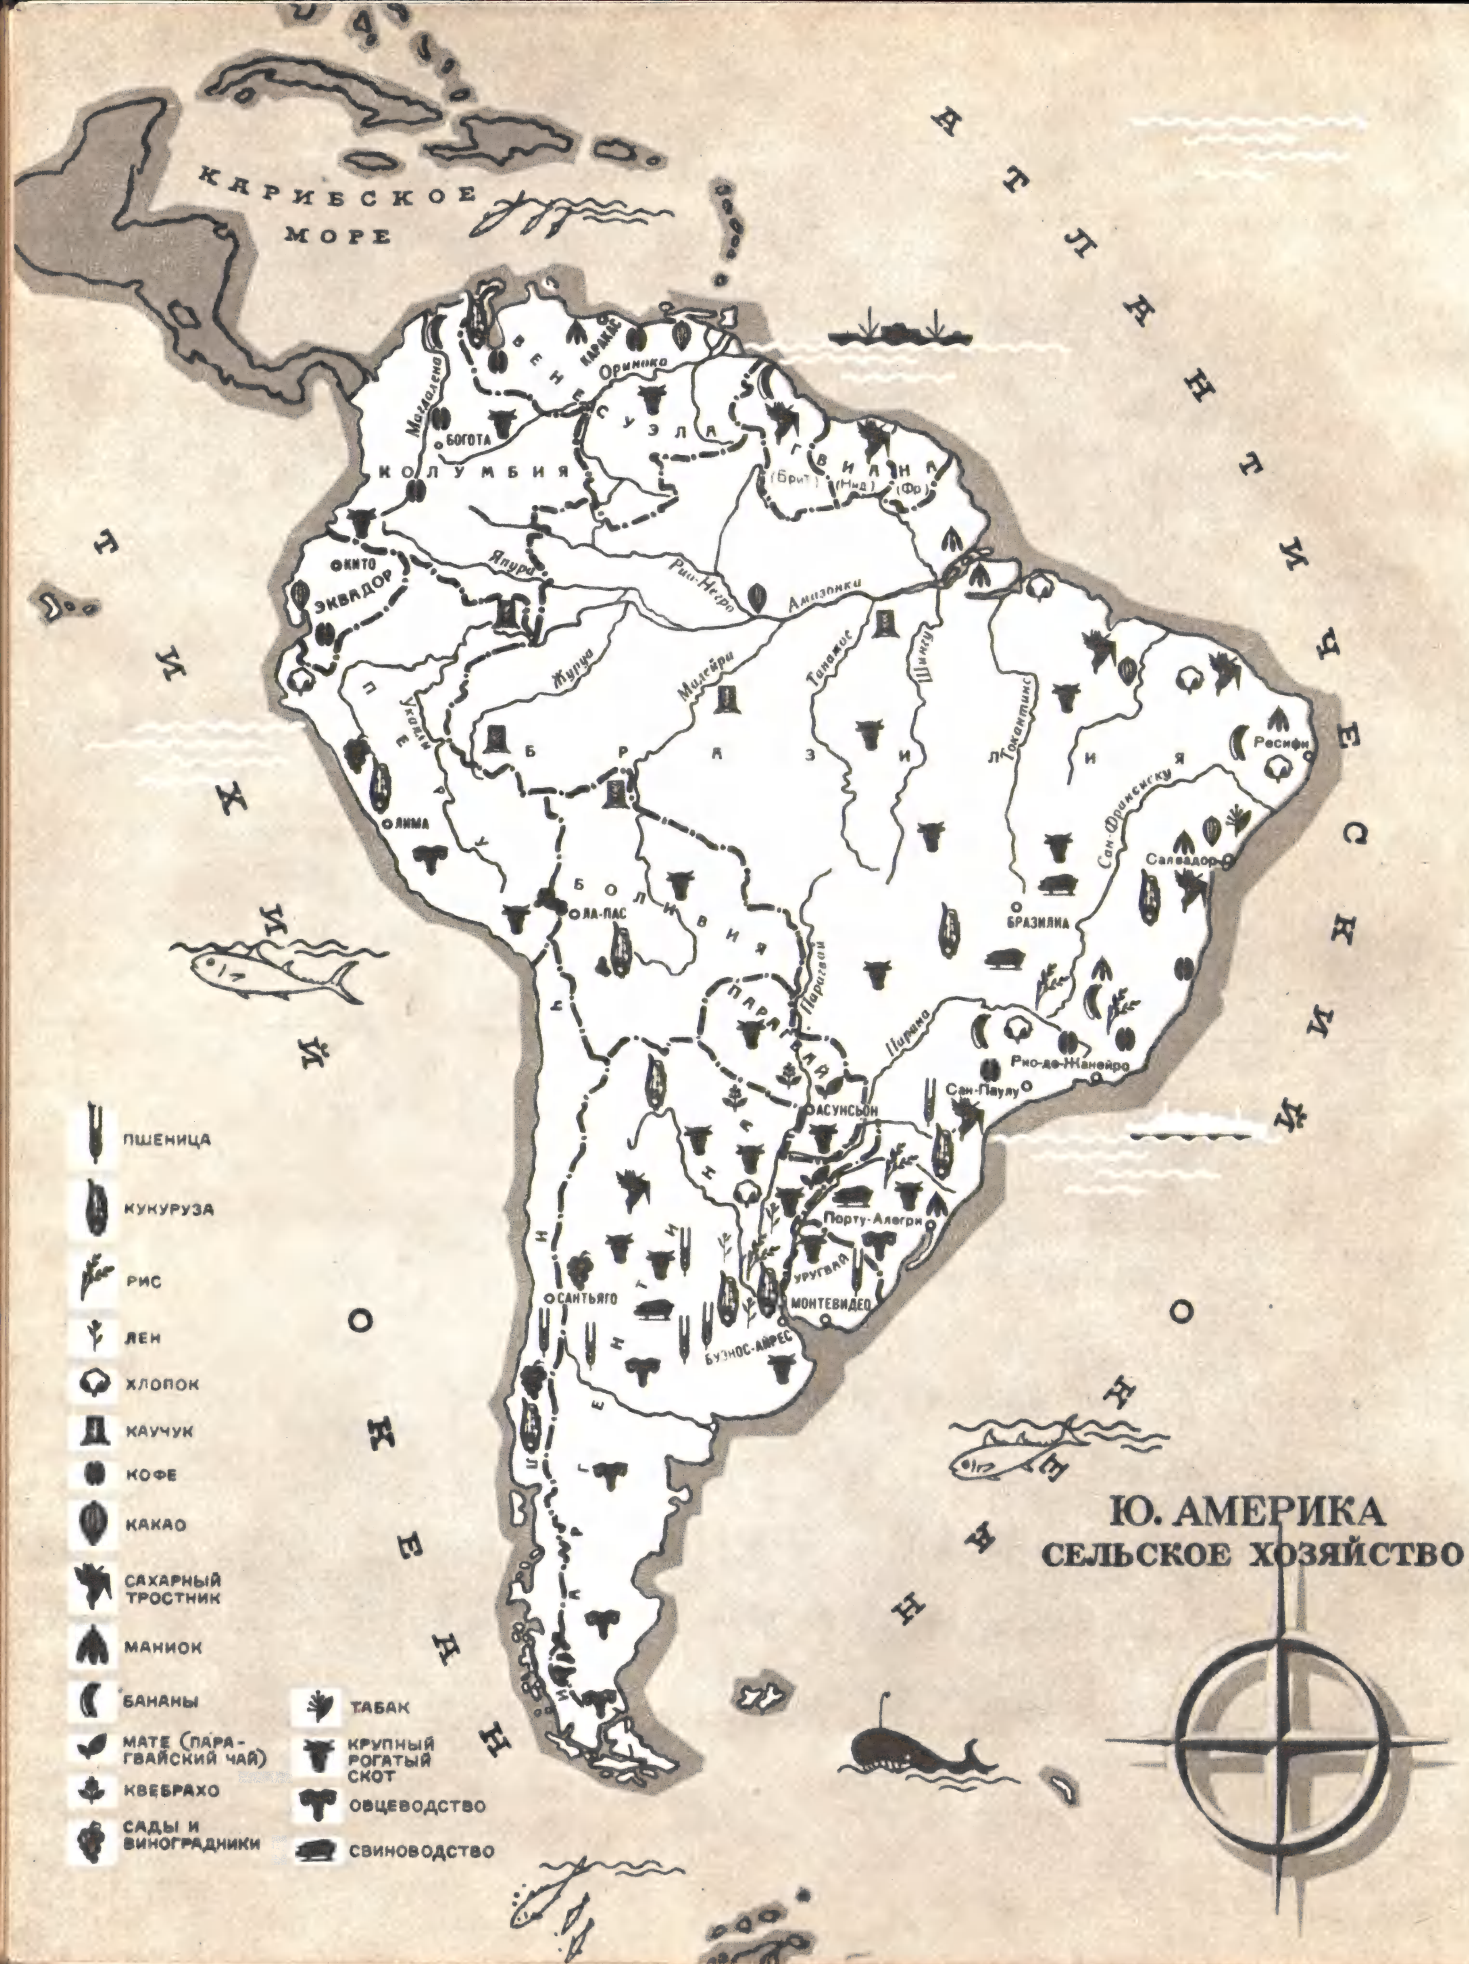 КАРИБСКОЕ
МОРЕ
АТЛАНТИЧЕСКИЙ
ОКЕАН
ТИХИЙ
ОКЕАН
ВЕНЕСУЭЛА
КАРАКАС
Ориноко
Магдалена
БОГОТА
КОЛУМБИЯ
ГВИАНА
(Брит)
(Нид)
(Фр)
КИТО
ЭКВАДОР
Япура
Рио-Негро
Амазонка
Журуа
Мадейра
Тапажос
Шингу
Токантинс
ПЕРУ
Укаяли
БРАЗИЛИЯ
Ресифи
Сан-Франсиску
ЛИМА
Салвадор
БОЛИВИЯ
ЛА-ПАС
БРАЗИЛИА
Парагвай
ПАРАГВАЙ
Парана
Рио-де-Жанейро
Сан-Паулу
АСУНСЬОН
ЧИЛИ
АРГЕНТИНА
Порту-Алегри
УРУГВАЙ
САНТЬЯГО
МОНТЕВИДЕО
БУЭНОС-АЙРЕС
Ю. АМЕРИКА
СЕЛЬСКОЕ ХОЗЯЙСТВО
ПШЕНИЦА
КУКУРУЗА
РИС
ЛЕН
ХЛОПОК
КАУЧУК
КОФЕ
КАКАО
САХАРНЫЙ
ТРОСТНИК
МАНИОК
БАНАНЫ
МАТЕ (ПАРА-
ГВАЙСКИЙ ЧАЙ)
КВЕБРАХО
САДЫ И
ВИНОГРАДНИКИ
ТАБАК
КРУПНЫЙ
РОГАТЫЙ
СКОТ
ОВЦЕВОДСТВО
СВИНОВОДСТВО